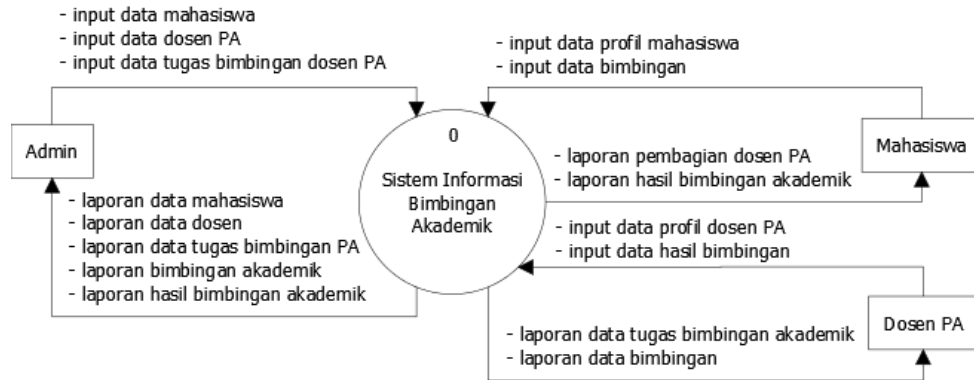 - input data mahasiswa
- input data dosen PA
- input data tugas bimbingan dosen PA
- input data profil mahasiswa
- input data bimbingan
Admin
0
Sistem Informasi
Bimbingan
Akademik
Mahasiswa
- laporan pembagian dosen PA
- laporan hasil bimbingan akademik
- laporan data mahasiswa
- laporan data dosen
- laporan data tugas bimbingan PA
- laporan bimbingan akademik
- laporan hasil bimbingan akademik
- input data profil dosen PA
- input data hasil bimbingan
Dosen PA
- laporan data tugas bimbingan akademik
- laporan data bimbingan